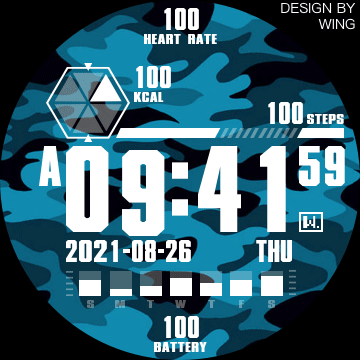 DESIGN BY
WING
100
HEART RATE
100
KCAL
100 STEPS
A 09:41 59
W.
2021-08-26 THU
S M T W T F S
100
BATTERY